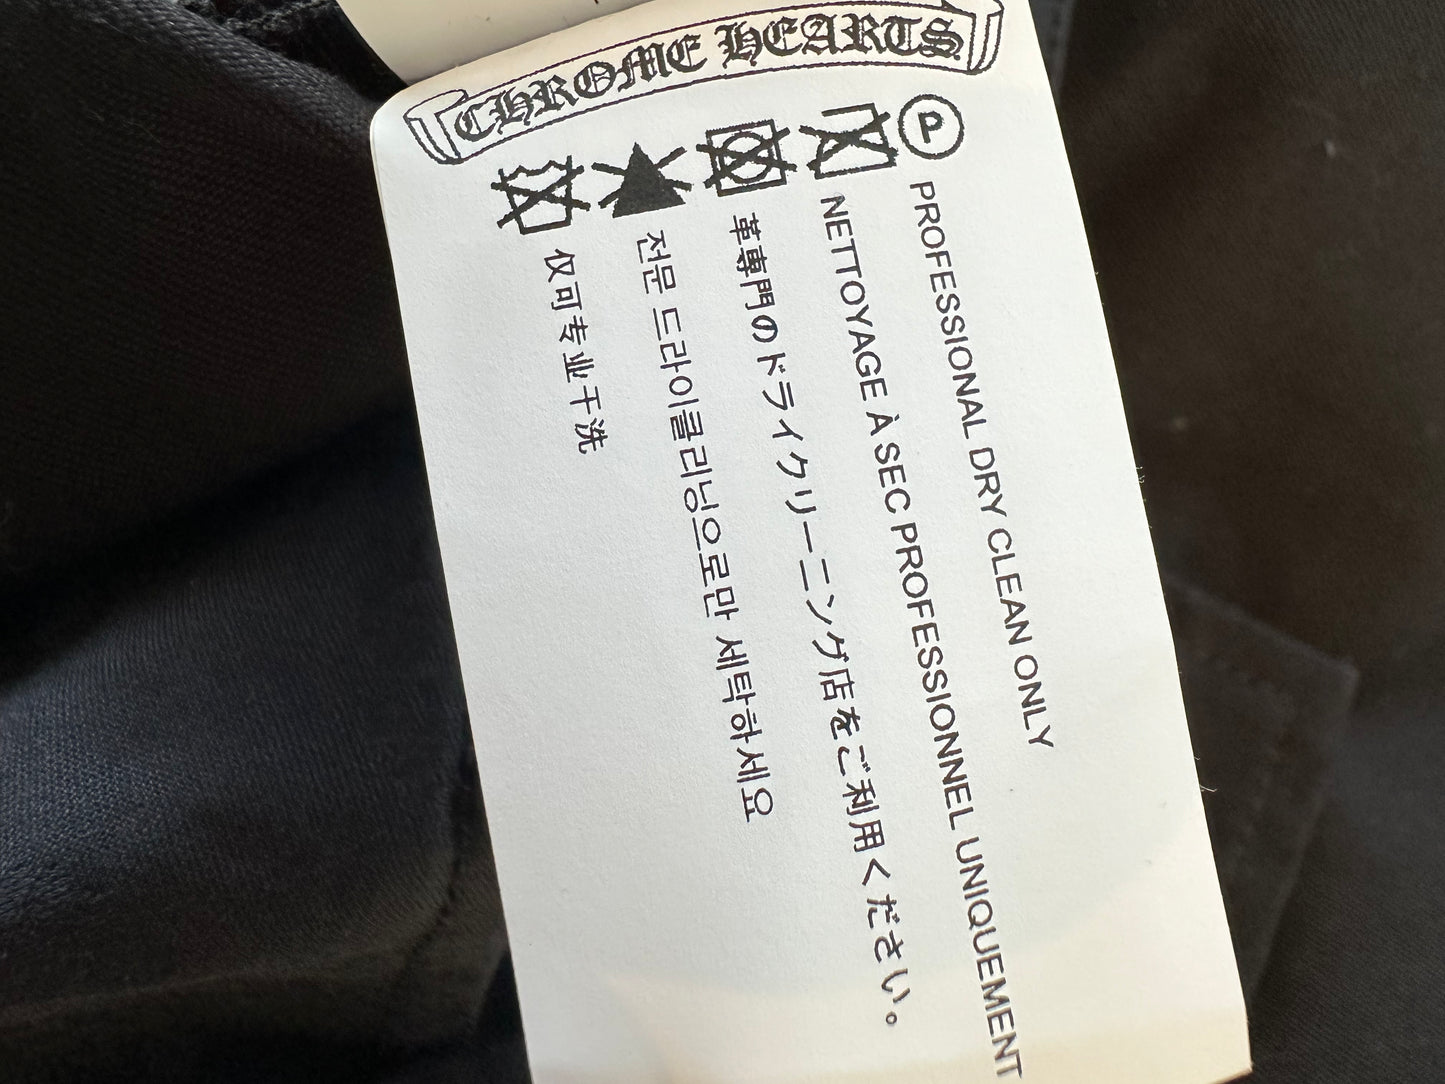 CHROME HEARTS
P
PROFESSIONAL DRY CLEAN ONLY
NETTOYAGE À SEC PROFESSIONNEL UNIQUEMENT
革専門のドライクリーニング店をご利用ください。
전문 드라이클리닝으로만 세탁하세요
仅可专业干洗